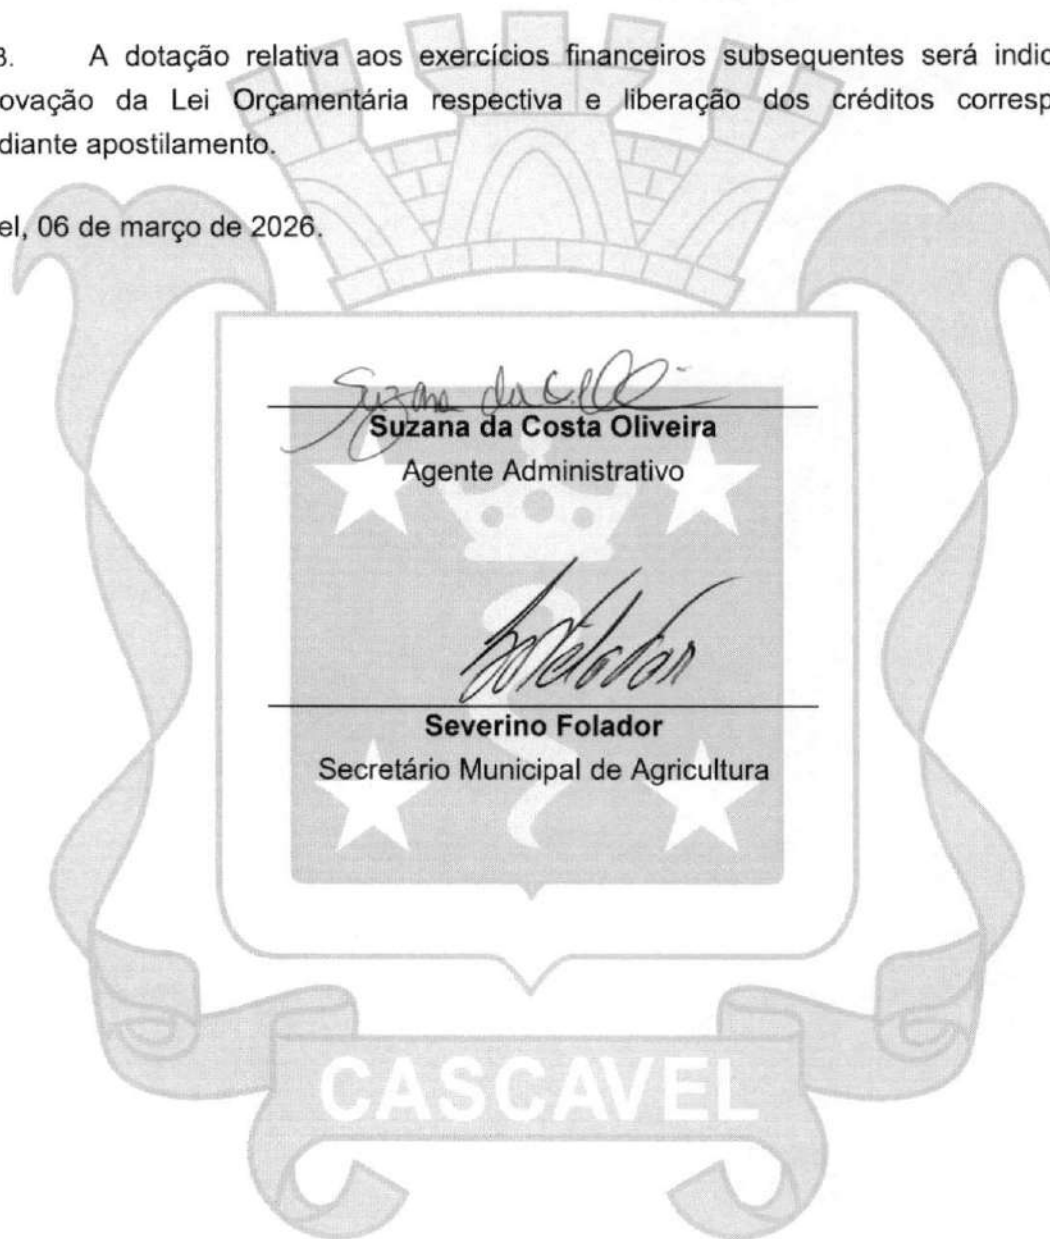 3. A dotação relativa aos exercícios financeiros subsequentes será indic
ovação da Lei Orçamentária respectiva e liberação dos créditos corresp
diante apostilamento.
el, 06 de março de 2026.
Suzana da
Suzana da Costa Oliveira
Agente Administrativo
Severino Folador
Secretário Municipal de Agricultura
CASCAVEL